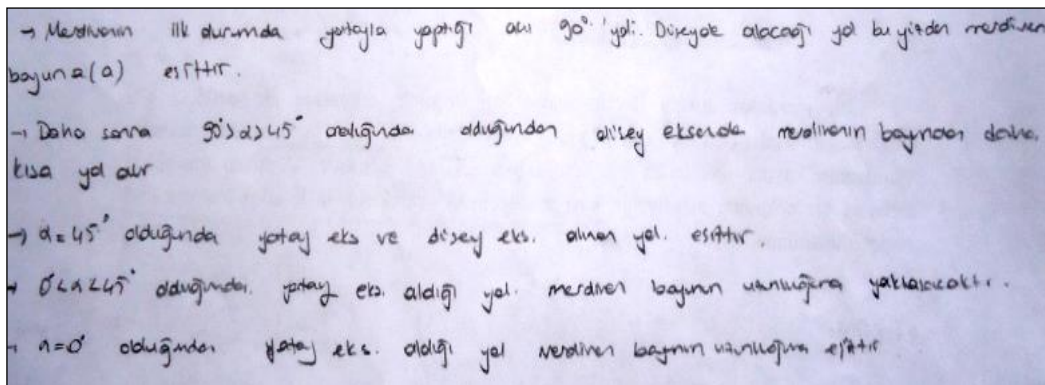 → Merdivenin ilk durumda yatayla yaptığı açı 90° 'ydi. Düşeyde alacağı yol bu yüzden merdiven
boyuna (a) eşittir.
→ Daha sonra 90°>α>45° aralığında olduğundan düşey eksende merdivenin boyundan daha
kısa yol alır
→ α=45° olduğunda yatay eks ve düşey eks. alınan yol. eşittir.
→ 0°<α<45° olduğunda. yatay eks. aldığı yol. merdiven boyunun uzunluğuna yaklaşacaktır.
→ α=0° olduğundan yatay eks. aldığı yol merdiven boyunun uzunluğuna eşittir